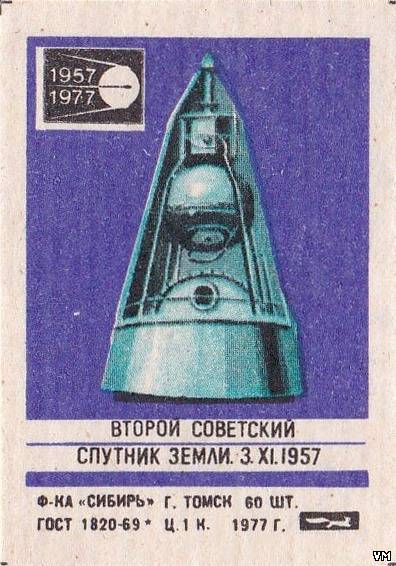 1957
1977
ВТОРОЙ СОВЕТСКИЙ
СПУТНИК ЗЕМЛИ. 3. XI. 1957
Ф-КА «СИБИРЬ» Г. ТОМСК 60 ШТ.
ГОСТ 1820-69* Ц. 1 К. 1977 Г.
VM